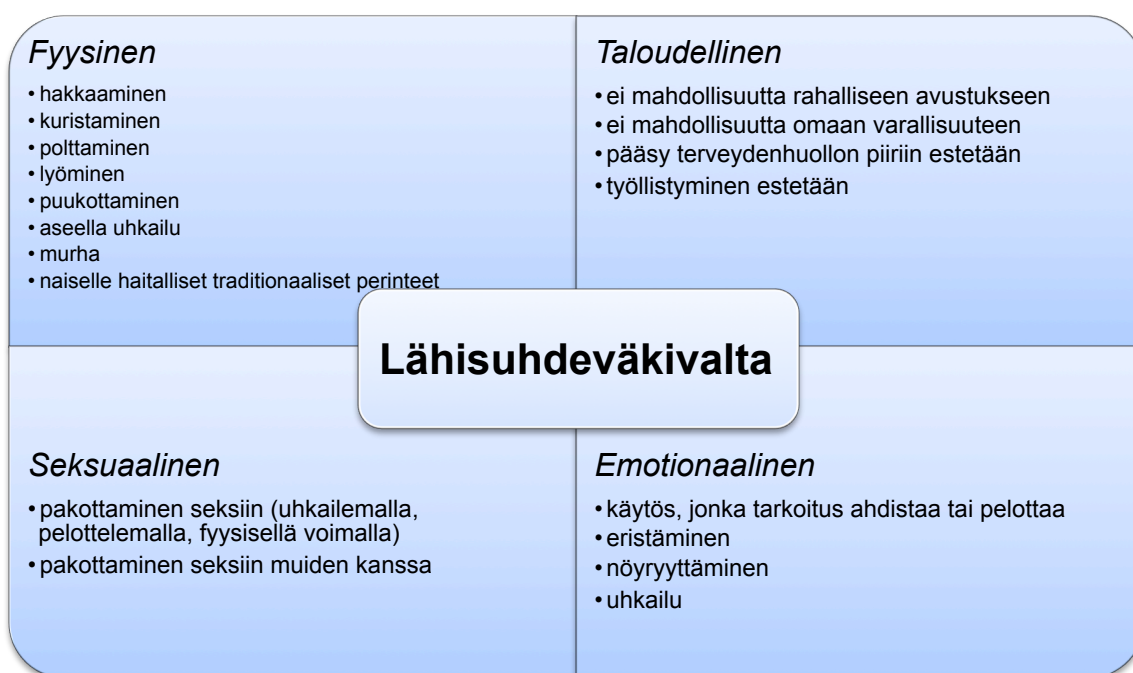 Fyysinen
• hakkaaminen
• kuristaminen
• polttaminen
• lyöminen
• puukottaminen
• aseella uhkailu
• murha
• naiselle haitalliset traditionaaliset perinteet
Taloudellinen
• ei mahdollisuutta rahalliseen avustukseen
• ei mahdollisuutta omaan varallisuuteen
• pääsy terveydenhuollon piiriin estetään
• työllistyminen estetään
Lähisuhdeväkivalta
Seksuaalinen
• pakottaminen seksiin (uhkailemalla,
pelottelemalla, fyysisellä voimalla)
• pakottaminen seksiin muiden kanssa
Emotionaalinen
• käytös, jonka tarkoitus ahdistaa tai pelottaa
• eristäminen
• nöyryyttäminen
• uhkailu